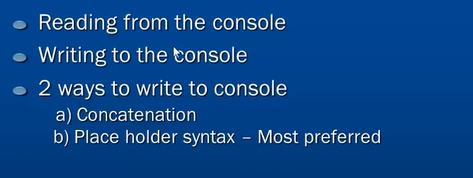 Reading from the console
Writing to the console
2 ways to write to console
a) Concatenation
b) Place holder syntax – Most preferred